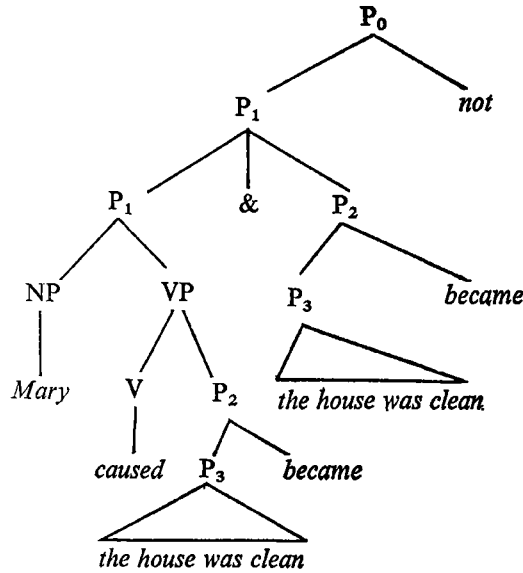 P₀
P₁ not
P₁ & P₂
NP VP P₃ became
Mary V P₂ the house was clean.
caused P₃ became
the house was clean